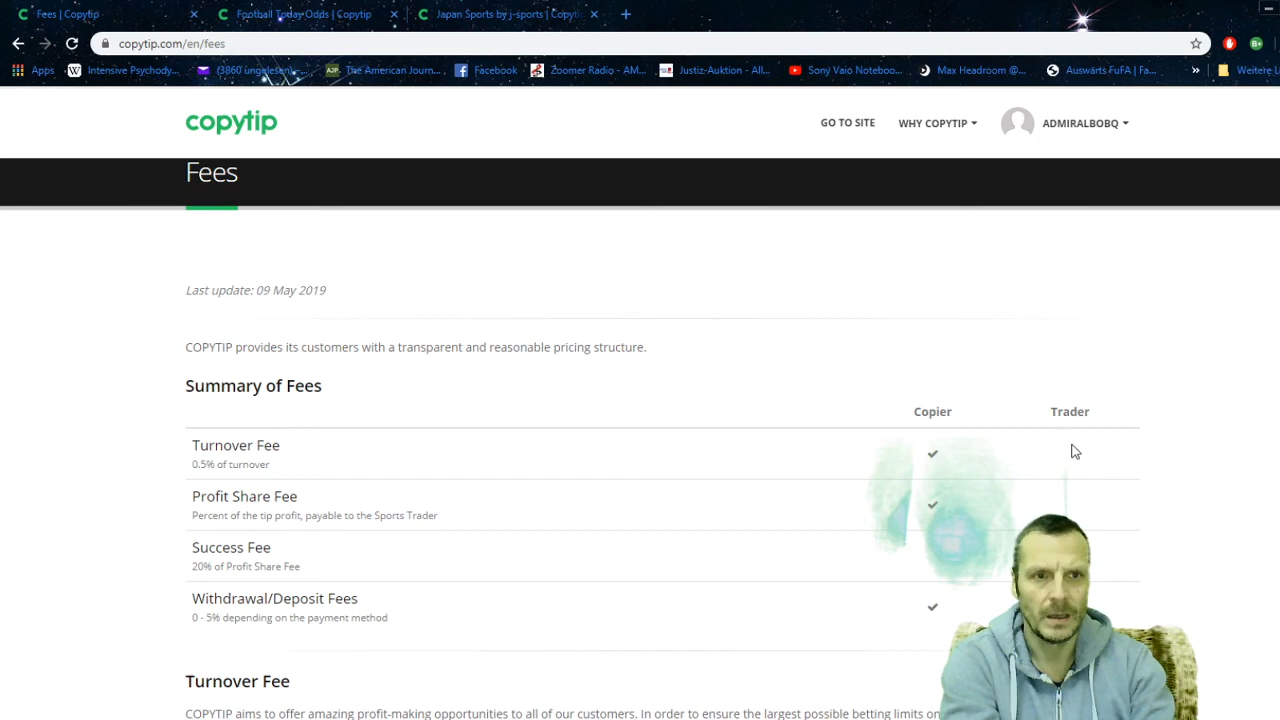 Fees | Copytip
Football Today Odds | Copytip
Japan Sports by j-sports | Copytip
copytip.com/en/fees
Apps
Intensive Psychody...
(3860 ungelesen) -...
The American Journ...
Facebook
Zoomer Radio - AM...
Justiz-Auktion - All...
Sony Vaio Noteboo...
Max Headroom @...
Auswärts FuFA | Fa...
»
Weitere L
copytip
GO TO SITE
WHY COPYTIP
ADMIRALBOBQ
Fees
Last update: 09 May 2019
COPYTIP provides its customers with a transparent and reasonable pricing structure.
Summary of Fees
Copier
Trader
Turnover Fee
0.5% of turnover
Profit Share Fee
Percent of the tip profit, payable to the Sports Trader
Success Fee
20% of Profit Share Fee
Withdrawal/Deposit Fees
0 - 5% depending on the payment method
Turnover Fee
COPYTIP aims to offer amazing profit-making opportunities to all of our customers. In order to ensure the largest possible betting limits on